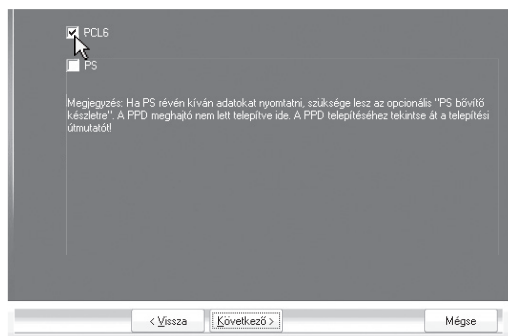 PCL6
PS
Megjegyzés: Ha PS révén kíván adatokat nyomtatni, szüksége lesz az opcionális "PS bővítő
készletre". A PPD meghajtó nem lett telepítve ide. A PPD telepítéséhez tekintse át a telepítési
útmutatót!
< Vissza
Következő >
Mégse